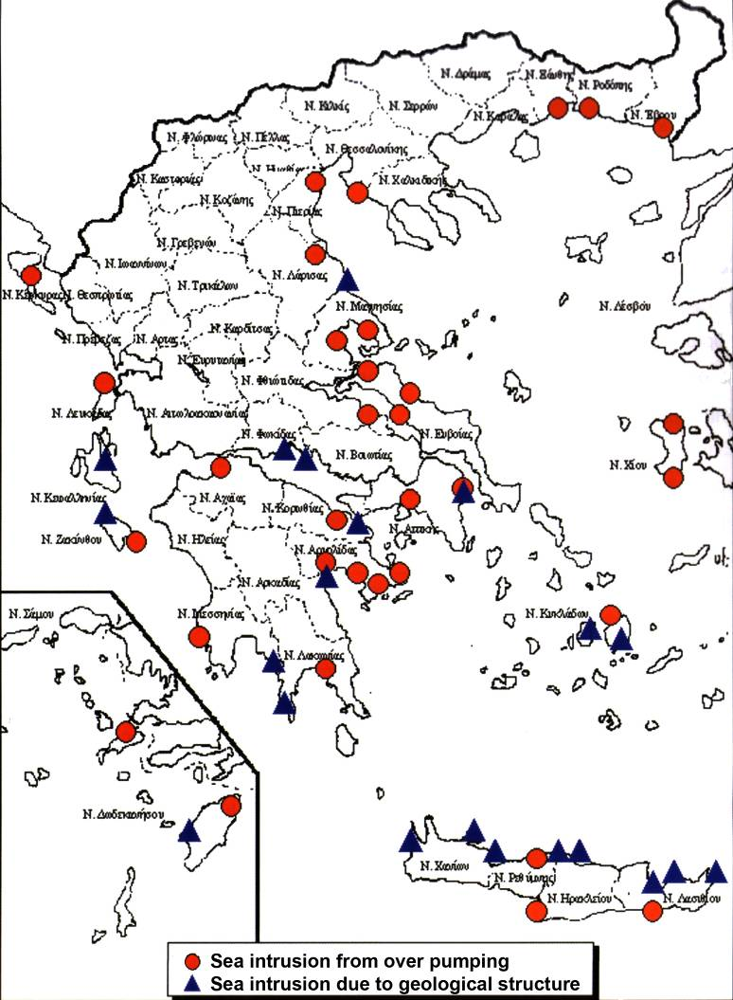 Ν. Δράμας
Ν. Ξάνθης
Ν. Ροδόπης
Ν. Κιλκίς
Ν. Σερρών
Ν. Καβάλας
Ν. Έβρου
Ν. Φλώρινας
Ν. Πέλλας
Ν. Θεσσαλονίκης
Ν. Καστοριάς
Ν. Χαλκιδικής
Ν. Κοζάνης
Ν. Πιερίας
Ν. Γρεβενών
Ν. Ιωαννίνων
Ν. Λάρισας
Ν. Τρικάλων
Ν. Κέρκυρας
Ν. Θεσπρωτίας
Ν. Μαγνησίας
Ν. Λέσβου
Ν. Καρδίτσας
Ν. Πρέβεζας
Ν. Άρτας
Ν. Ευρυτανίας
Ν. Φθιώτιδας
Ν. Λευκάδας
Ν. Αιτωλοακαρνανίας
Ν. Φωκίδας
Ν. Ευβοίας
Ν. Βοιωτίας
Ν. Χίου
Ν. Κεφαλληνίας
Ν. Αχαϊας
Ν. Κορινθίας
Ν. Αττικής
Ν. Ζακύνθου
Ν. Ηλείας
Ν. Αργολίδας
Ν. Αρκαδίας
Ν. Σάμου
Ν. Μεσσηνίας
Ν. Κυκλάδων
Ν. Λακωνίας
Ν. Δωδεκανήσου
Ν. Χανίων
Ν. Ρεθύμνης
Ν. Ηρακλείου
Ν. Λασιθίου
Sea intrusion from over pumping
Sea intrusion due to geological structure